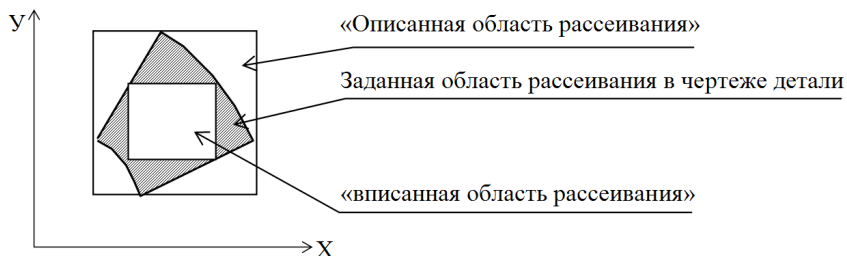 У
«Описанная область рассеивания»
Заданная область рассеивания в чертеже детали
«вписанная область рассеивания»
Х